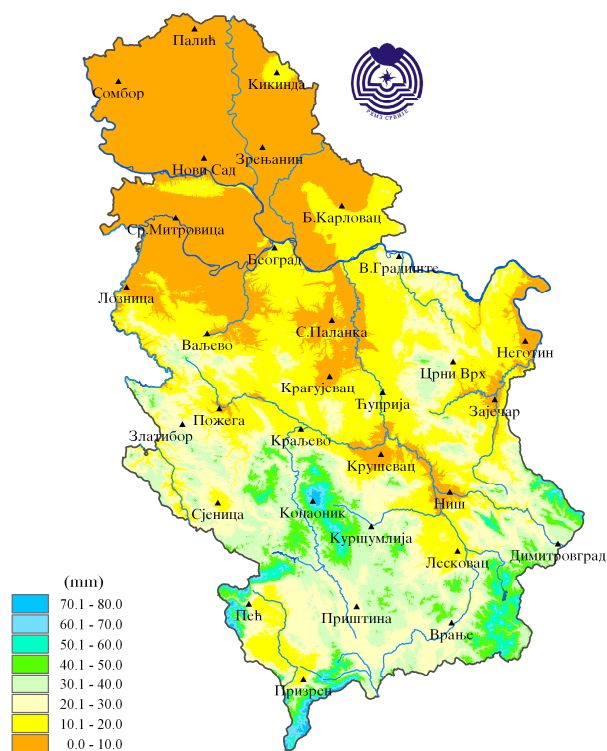 Палић
Кикинда
Сомбор
РХМЗ СРБИЈЕ
Нови Сад
Зрењанин
Б.Карловац
Ср.Митровица
Београд
В.Градиште
Лозница
С.Паланка
Ваљево
Неготин
Црни Врх
Крагујевац
Ћуприја
Зајечар
Пожега
Златибор
Краљево
Крушевац
Ниш
Сјеница
Копаоник
Куршумлија
Лесковац
Димитровград
(mm)
70.1 - 80.0
60.1 - 70.0
50.1 - 60.0
40.1 - 50.0
30.1 - 40.0
20.1 - 30.0
10.1 - 20.0
0.0 - 10.0
Пећ
Приштина
Врање
Призрен